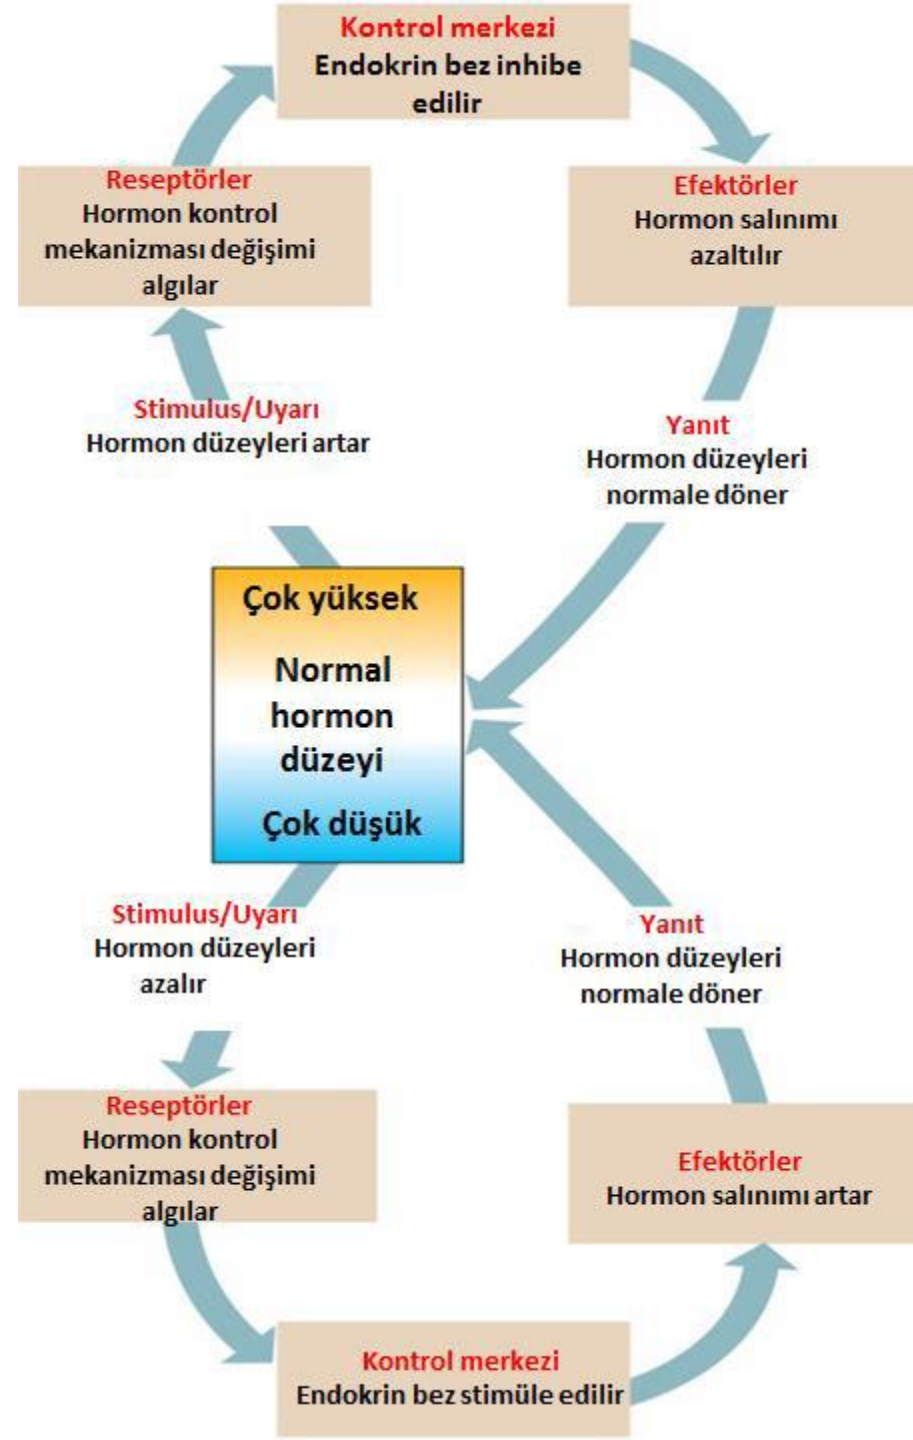 Kontrol merkezi
Endokrin bez inhibe
edilir
Reseptörler
Hormon kontrol
mekanizması değişimi
algılar
Efektörler
Hormon salınımı
azaltılır
Stimulus/Uyarı
Hormon düzeyleri artar
Yanıt
Hormon düzeyleri
normale döner
Çok yüksek
Normal
hormon
düzeyi
Çok düşük
Stimulus/Uyarı
Hormon düzeyleri
azalır
Yanıt
Hormon düzeyleri
normale döner
Reseptörler
Hormon kontrol
mekanizması değişimi
algılar
Efektörler
Hormon salınımı artar
Kontrol merkezi
Endokrin bez stimüle edilir